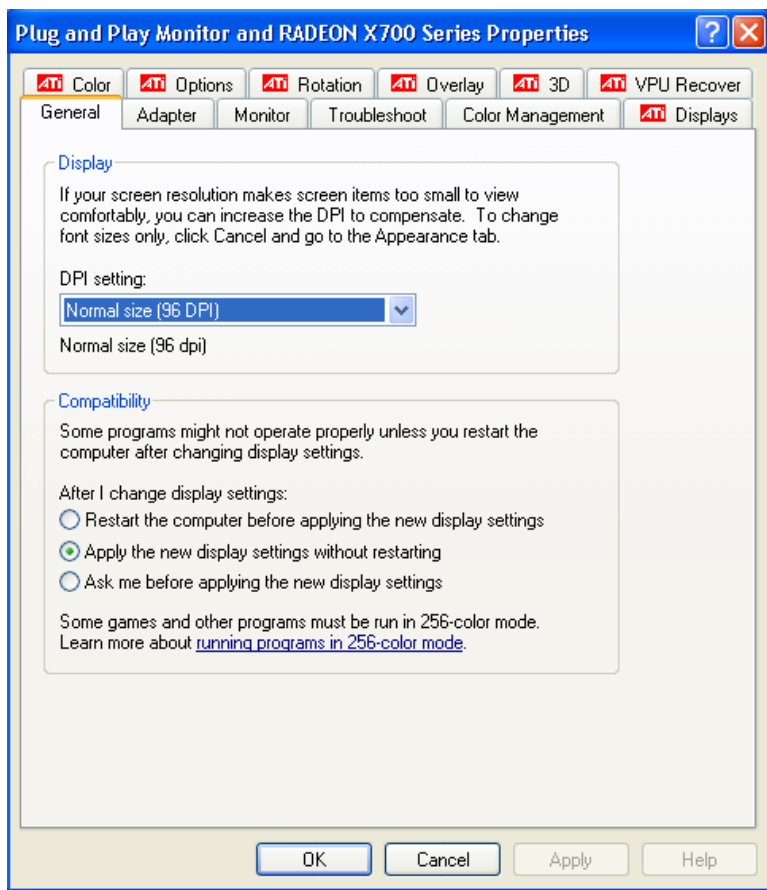 Plug and Play Monitor and RADEON X700 Series Properties
ATI Color ATI Options ATI Rotation ATI Overlay ATI 3D ATI VPU Recover
General Adapter Monitor Troubleshoot Color Management ATI Displays
Display
If your screen resolution makes screen items too small to view
comfortably, you can increase the DPI to compensate. To change
font sizes only, click Cancel and go to the Appearance tab.
DPI setting:
Normal size (96 DPI)
Normal size (96 dpi)
Compatibility
Some programs might not operate properly unless you restart the
computer after changing display settings.
After I change display settings:
Restart the computer before applying the new display settings
Apply the new display settings without restarting
Ask me before applying the new display settings
Some games and other programs must be run in 256-color mode.
Learn more about running programs in 256-color mode.
OK Cancel Apply Help